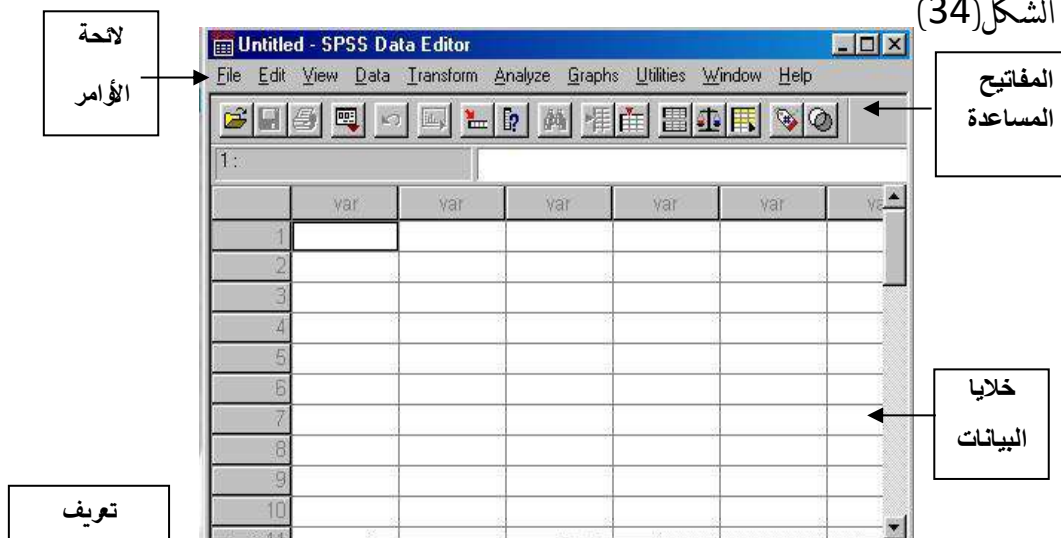 الشكل(34)
لائحة
الأوامر
Untitled - SPSS Data Editor
File Edit View Data Transform Analyze Graphs Utilities Window Help
المفاتيح
المساعدة
1 :
var var var var var
1
2
3
4
5
6
7
8
9
10
خلايا
البيانات
تعريف